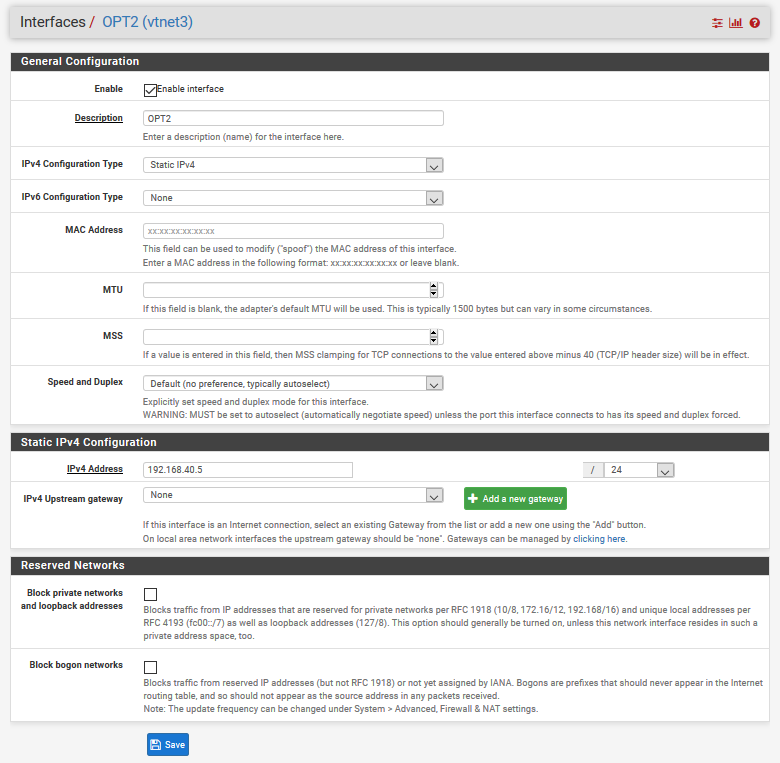 Interfaces / OPT2 (vtnet3)
General Configuration
Enable
Enable interface
Description
OPT2
Enter a description (name) for the interface here.
IPv4 Configuration Type
Static IPv4
IPv6 Configuration Type
None
MAC Address
xx:xx:xx:xx:xx:xx
This field can be used to modify ("spoof") the MAC address of this interface.
Enter a MAC address in the following format: xx:xx:xx:xx:xx:xx or leave blank.
MTU
If this field is blank, the adapter's default MTU will be used. This is typically 1500 bytes but can vary in some circumstances.
MSS
If a value is entered in this field, then MSS clamping for TCP connections to the value entered above minus 40 (TCP/IP header size) will be in effect.
Speed and Duplex
Default (no preference, typically autoselect)
Explicitly set speed and duplex mode for this interface.
WARNING: MUST be set to autoselect (automatically negotiate speed) unless the port this interface connects to has its speed and duplex forced.
Static IPv4 Configuration
IPv4 Address
192.168.40.5
/ 24
IPv4 Upstream gateway
None
Add a new gateway
If this interface is an Internet connection, select an existing Gateway from the list or add a new one using the "Add" button.
On local area network interfaces the upstream gateway should be "none". Gateways can be managed by clicking here.
Reserved Networks
Block private networks
and loopback addresses
Blocks traffic from IP addresses that are reserved for private networks per RFC 1918 (10/8, 172.16/12, 192.168/16) and unique local addresses per
RFC 4193 (fc00::/7) as well as loopback addresses (127/8). This option should generally be turned on, unless this network interface resides in such a
private address space, too.
Block bogon networks
Blocks traffic from reserved IP addresses (but not RFC 1918) or not yet assigned by IANA. Bogons are prefixes that should never appear in the Internet
routing table, and so should not appear as the source address in any packets received.
Note: The update frequency can be changed under System > Advanced, Firewall & NAT settings.
Save